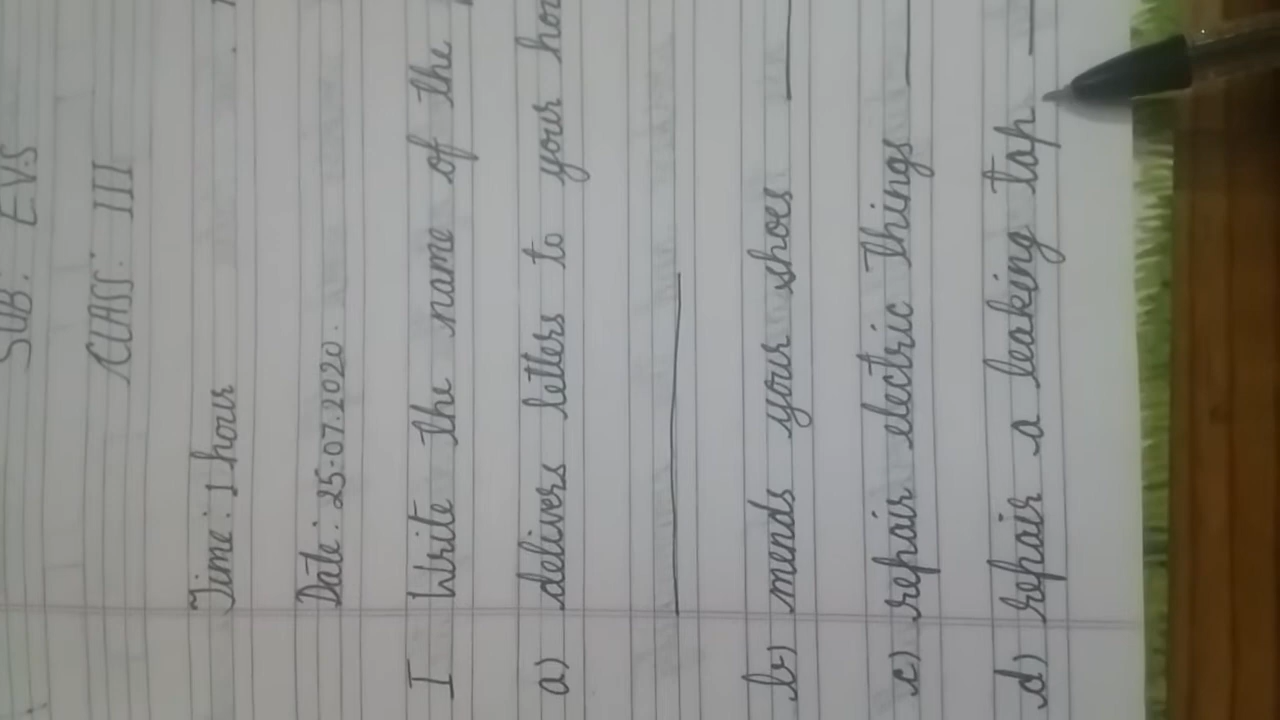 SUB: EVS
CLASS: III
Time: 1 hour
Date: 25-07-2020.
I Write the name of the
a) delivers letters to your
b) mends your shoes
c) repair electric things
d) repair a leaking tap